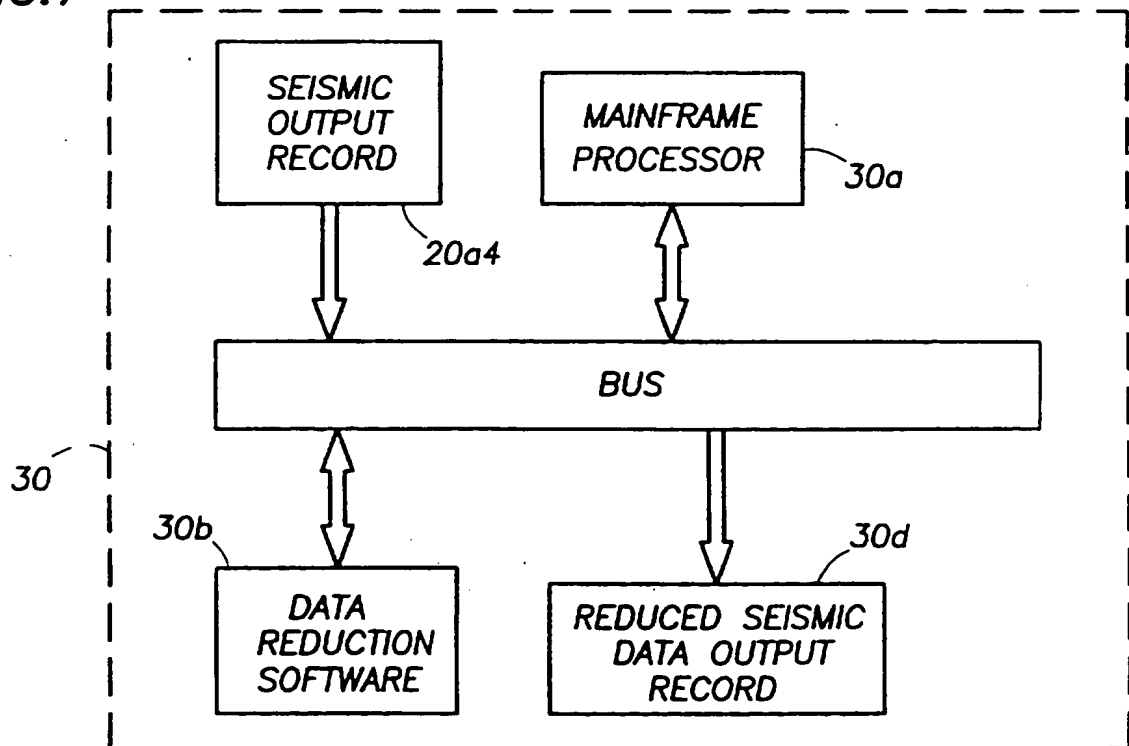 SEISMIC
OUTPUT
RECORD
MAINFRAME
PROCESSOR
30a
20a4
BUS
30
30b
30d
DATA
REDUCTION
SOFTWARE
REDUCED SEISMIC
DATA OUTPUT
RECORD